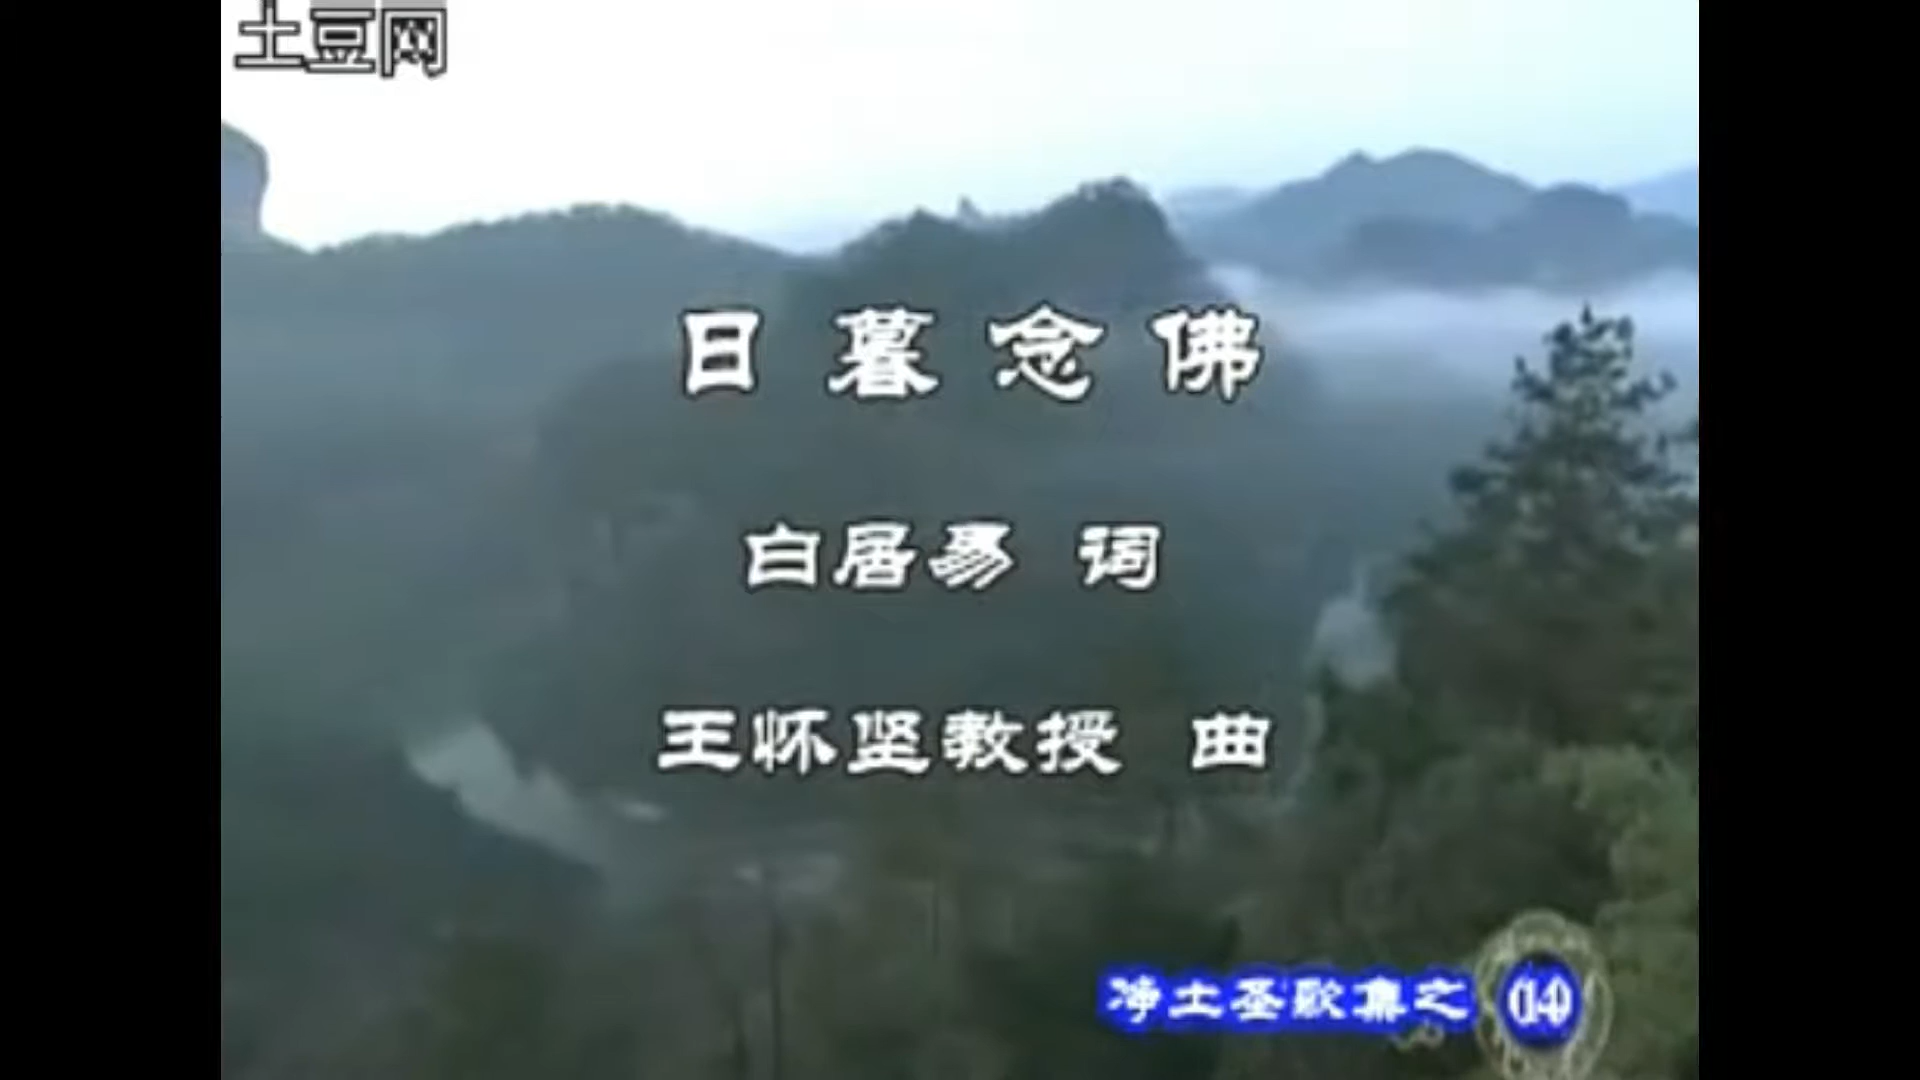 土豆网
日暮念佛
白居易 词
王怀坚教授 曲
净土圣歌集之 (14)